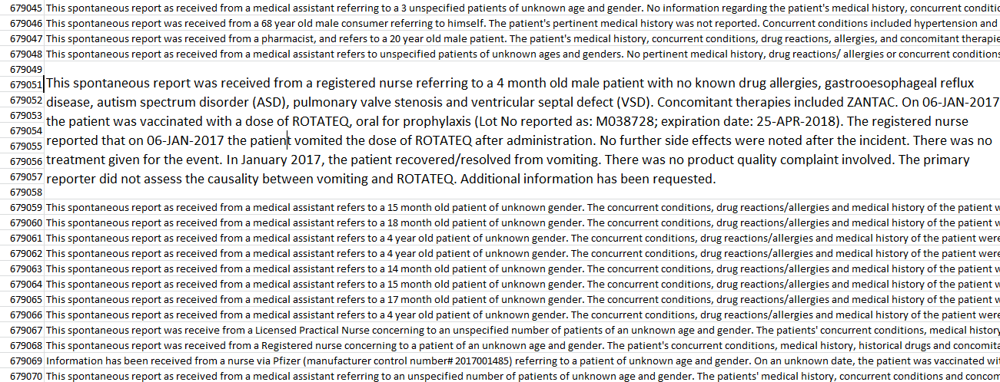 679045 This spontaneous report as received from a medical assistant referring to a 3 unspecified patients of unknown age and gender. No information regarding the patient's medical history, concurrent conditic
679046 This spontaneous report was received from a 68 year old male consumer referring to himself. The patient's pertinent medical history was not reported. Concurrent conditions included hypertension and
679047 This spontaneous report was received from a pharmacist, and refers to a 20 year old male patient. The patient's medical history, concurrent conditions, drug reactions, allergies, and concomitant therapie
679048 This spontaneous report was received from a medical assistant refers to unspecified patients of unknown ages and genders. No pertinent medical history, drug reactions/ allergies or concurrent conditions
679049
679051 This spontaneous report was received from a registered nurse referring to a 4 month old male patient with no known drug allergies, gastrooesophageal reflux
679052 disease, autism spectrum disorder (ASD), pulmonary valve stenosis and ventricular septal defect (VSD). Concomitant therapies included ZANTAC. On 06-JAN-2017
679053 the patient was vaccinated with a dose of ROTATEQ, oral for prophylaxis (Lot No reported as: M038728; expiration date: 25-APR-2018). The registered nurse
679054
679055 reported that on 06-JAN-2017 the patient vomited the dose of ROTATEQ after administration. No further side effects were noted after the incident. There was no
679056 treatment given for the event. In January 2017, the patient recovered/resolved from vomiting. There was no product quality complaint involved. The primary
679057 reporter did not assess the causality between vomiting and ROTATEQ. Additional information has been requested.
679058
679059 This spontaneous report as received from a medical assistant refers to a 15 month old patient of unknown gender. The concurrent conditions, drug reactions/allergies and medical history of the patient w
679060 This spontaneous report as received from a medical assistant refers to a 18 month old patient of unknown gender. The concurrent conditions, drug reactions/allergies and medical history of the patient w
679061 This spontaneous report as received from a medical assistant refers to a 4 year old patient of unknown gender. The concurrent conditions, drug reactions/allergies and medical history of the patient were
679062 This spontaneous report as received from a medical assistant refers to a 4 year old patient of unknown gender. The concurrent conditions, drug reactions/allergies and medical history of the patient were
679063 This spontaneous report as received from a medical assistant refers to a 14 month old patient of unknown gender. The concurrent conditions, drug reactions/allergies and medical history of the patient w
679064 This spontaneous report as received from a medical assistant refers to a 15 month old patient of unknown gender. The concurrent conditions, drug reactions/allergies and medical history of the patient w
679065 This spontaneous report as received from a medical assistant refers to a 17 month old patient of unknown gender. The concurrent conditions, drug reactions/allergies and medical history of the patient w
679066 This spontaneous report as received from a medical assistant refers to a 4 year old patient of unknown gender. The concurrent conditions, drug reactions/allergies and medical history of the patient were
679067 This spontaneous report was receive from a Licensed Practical Nurse concerning to an unspecified number of patients of an unknown age and gender. The patients' concurrent conditions, medical history
679068 This spontaneous report was received from a Registered nurse concerning to a patient of an unknown age and gender. The patient's concurrent conditions, medical history, historical drugs and concomita
679069 Information has been received from a nurse via Pfizer (manufacturer control number# 2017001485) referring to a patient of unknown age and gender. On an unknown date, the patient was vaccinated wit
679070 This spontaneous report as received from a medical assistant referring to an unspecified number of patients of unknown age and gender. The patients' medical history, concurrent conditions and concom